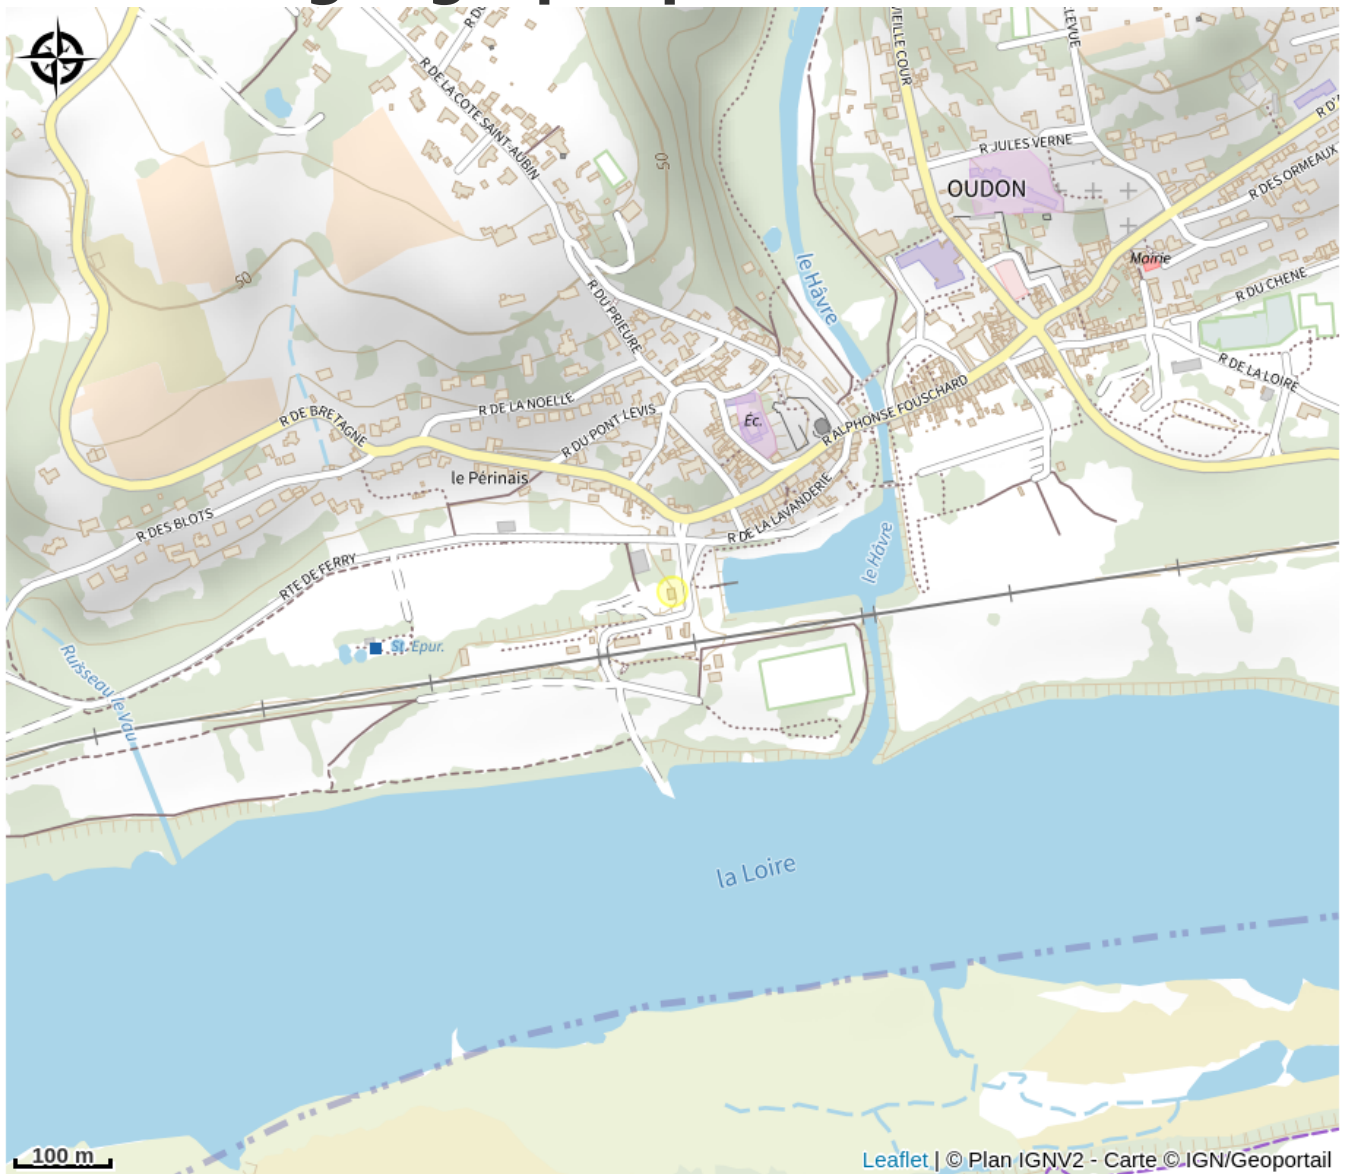 R DE LA COTE SAINT-AUBIN
VIEILLE COUR
R JULES VERNE
OUDON
R DES ORMEAUX
Mairie
50
50
le Hâvre
R DU CHENE
R DU PRIEURE
R DE LA LOIRE
R DE LA NOELLE
R DU PONT LEVIS
R DE BRETAGNE
Éc.
R ALPHONSE FOUSCHARD
le Périnais
R DES BLOTS
R DE LA LAVANDERIE
le Hâvre
RTE DE FERRY
St. Epur.
Ruisseau le Vau
la Loire
100 m
Leaflet | © Plan IGNV2 - Carte © IGN/Geoportail